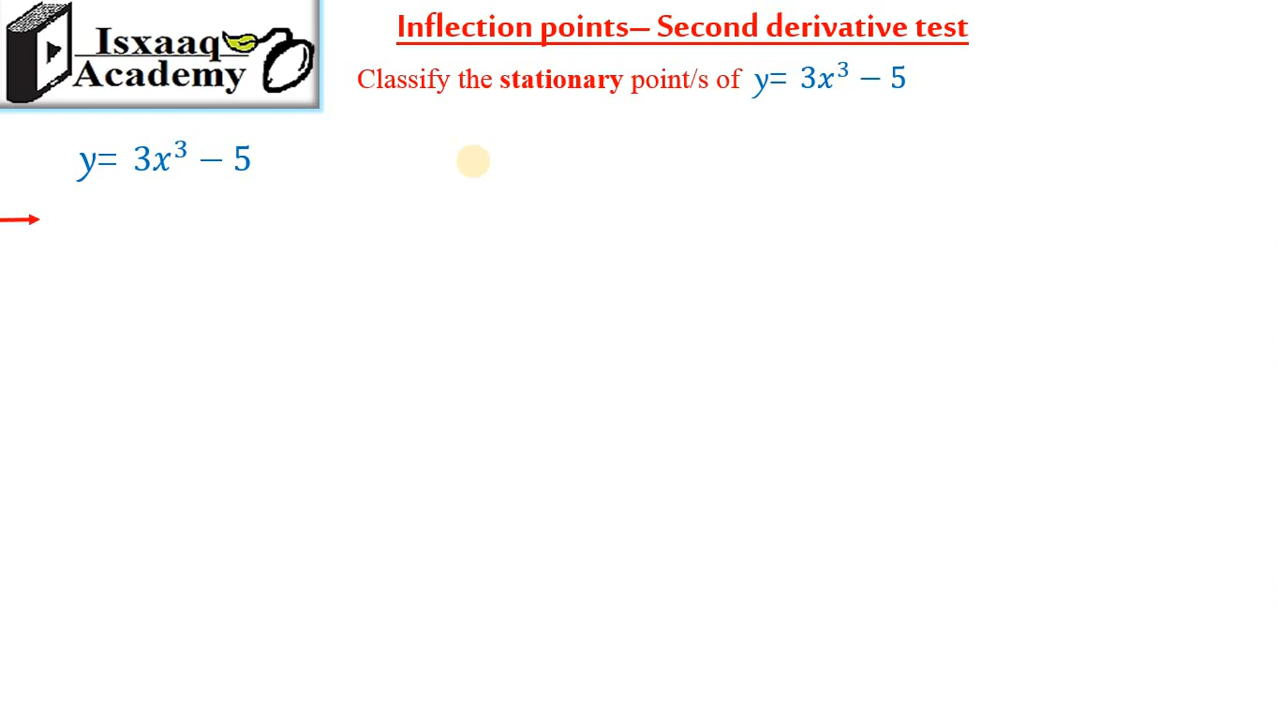 Isxaaq
Academy
Inflection points– Second derivative test
Classify the stationary point/s of y= 3x³ − 5
y= 3x³ − 5